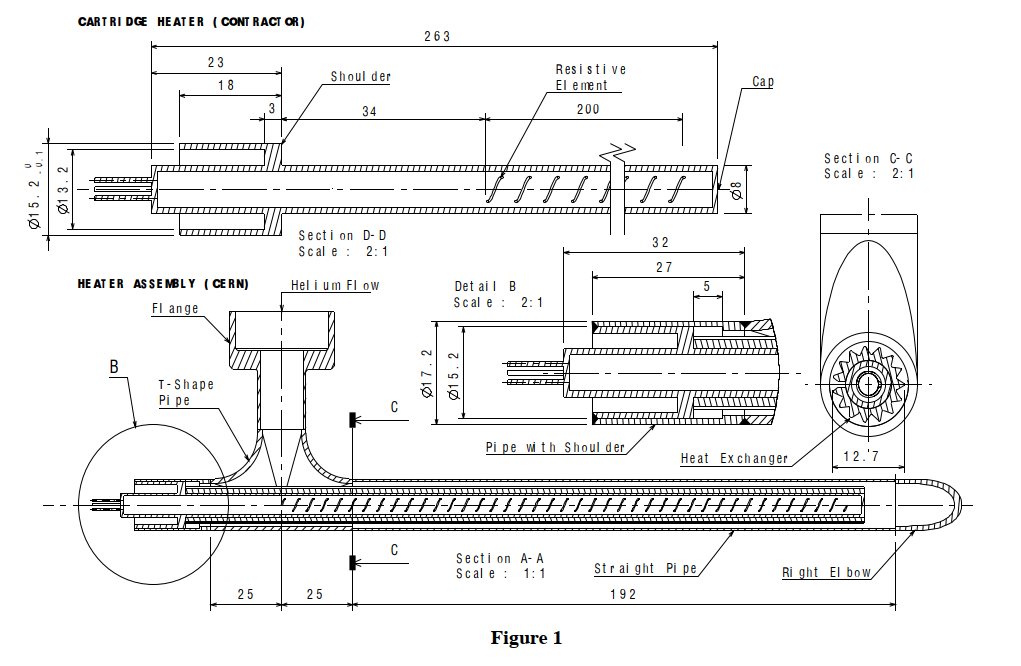 CARTRIDGE HEATER (CONTRACTOR)
263
23
Shoulder
Resistive
Element
Cap
18
3
34
200
Ø15.2 0 -0.1
Ø13.2
Ø8
Section C-C
Scale : 2:1
Section D-D
Scale : 2:1
HEATER ASSEMBLY (CERN)
Helium Flow
Flange
Detail B
Scale : 2:1
32
27
5
B
T-Shape
Pipe
Ø17.2
Ø15.2
C
Pipe with Shoulder
Heat Exchanger
12.7
C
Section A-A
Scale : 1:1
Straight Pipe
Right Elbow
25
25
192
Figure 1